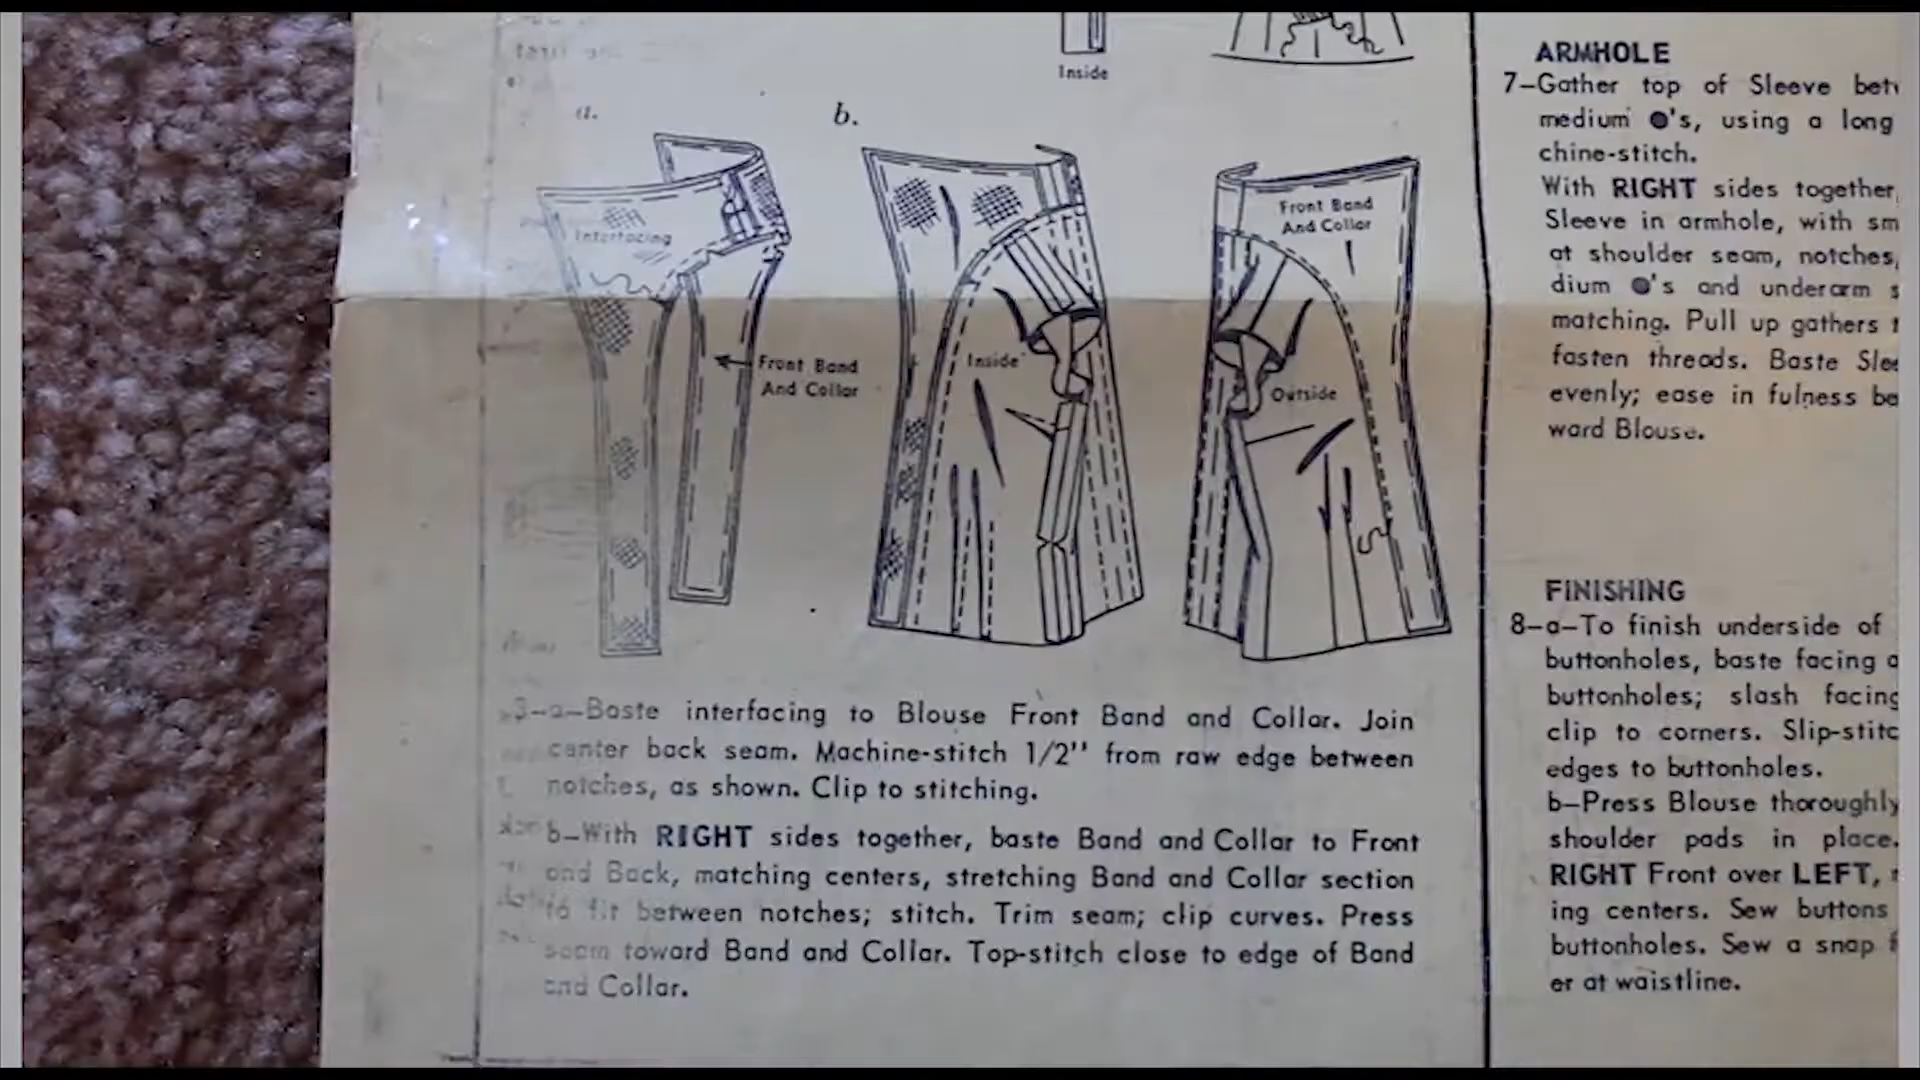 Inside
a.
b.
Interfacing
Front Band
And Collar
Inside
Front Band
And Collar
Outside
3-a-Baste interfacing to Blouse Front Band and Collar. Join
center back seam. Machine-stitch 1/2" from raw edge between
notches, as shown. Clip to stitching.
b-With RIGHT sides together, baste Band and Collar to Front
and Back, matching centers, stretching Band and Collar section
to fit between notches; stitch. Trim seam; clip curves. Press
seam toward Band and Collar. Top-stitch close to edge of Band
and Collar.
ARMHOLE
7-Gather top of Sleeve betw
medium ●'s, using a long
chine-stitch.
With RIGHT sides together,
Sleeve in armhole, with sm
at shoulder seam, notches,
dium ●'s and underarm s
matching. Pull up gathers t
fasten threads. Baste Slee
evenly; ease in fulness be
ward Blouse.
FINISHING
8-a-To finish underside of
buttonholes, baste facing a
buttonholes; slash facing
clip to corners. Slip-stitc
edges to buttonholes.
b-Press Blouse thoroughly
shoulder pads in place.
RIGHT Front over LEFT,
ing centers. Sew buttons
buttonholes. Sew a snap f
er at waistline.